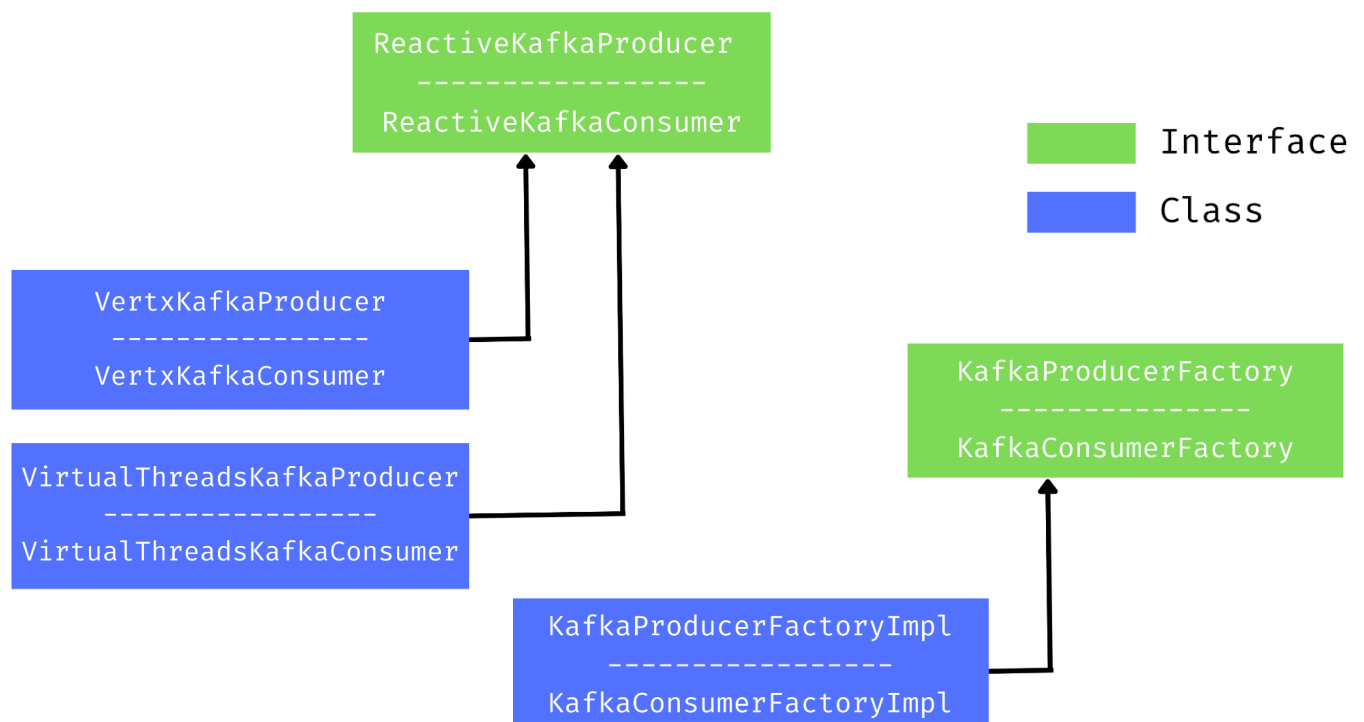 ReactiveKafkaProducer
-----------------
ReactiveKafkaConsumer
Interface
Class
VertxKafkaProducer
----------------
VertxKafkaConsumer
KafkaProducerFactory
---------------
KafkaConsumerFactory
VirtualThreadsKafkaProducer
-----------------
VirtualThreadsKafkaConsumer
KafkaProducerFactoryImpl
-----------------
KafkaConsumerFactoryImpl